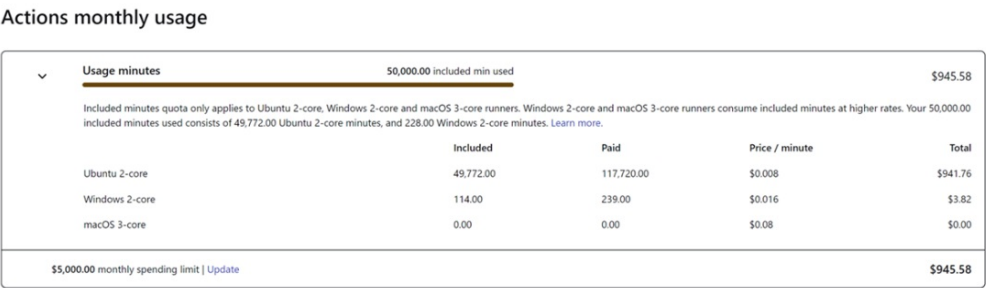 Actions monthly usage
Usage minutes 50,000.00 included min used $945.58
Included minutes quota only applies to Ubuntu 2-core, Windows 2-core and macOS 3-core runners. Windows 2-core and macOS 3-core runners consume included minutes at higher rates. Your 50,000.00
included minutes used consists of 49,772.00 Ubuntu 2-core minutes, and 228.00 Windows 2-core minutes. Learn more.
Included Paid Price / minute Total
Ubuntu 2-core 49,772.00 117,720.00 $0.008 $941.76
Windows 2-core 114.00 239.00 $0.016 $3.82
macOS 3-core 0.00 0.00 $0.08 $0.00
$5,000.00 monthly spending limit | Update $945.58